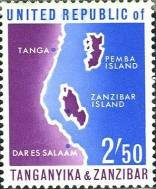 UNITED REPUBLIC of
TANGA
PEMBA
ISLAND
ZANZIBAR
ISLAND
DAR ES SALAAM
2/50
TANGANYIKA & ZANZIBAR